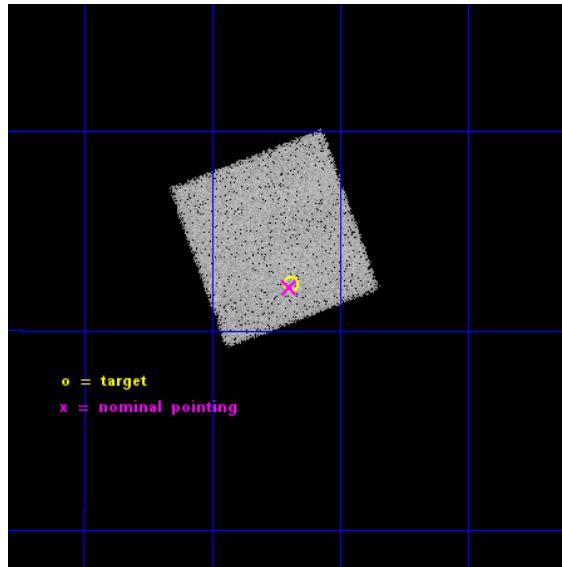 o = target
x = nominal pointing